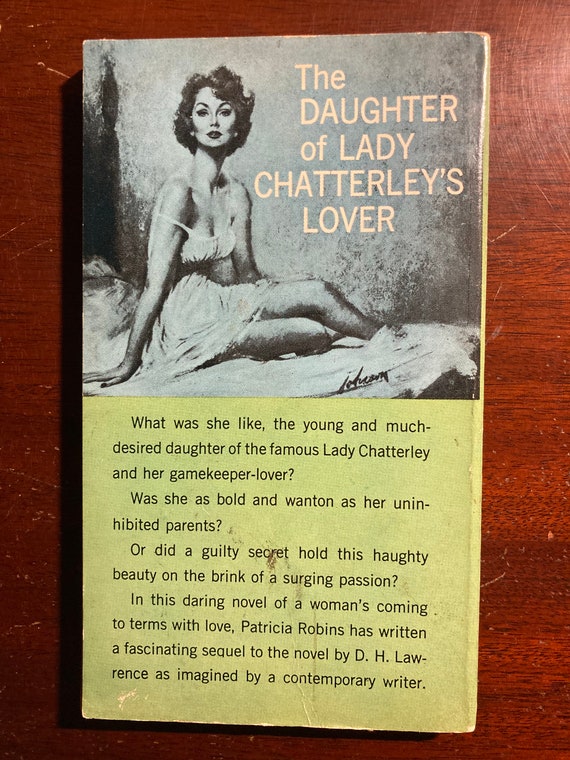 The
DAUGHTER
of LADY
CHATTERLEY'S
LOVER
Johnson
What was she like, the young and much-
desired daughter of the famous Lady Chatterley
and her gamekeeper-lover?
Was she as bold and wanton as her unin-
hibited parents?
Or did a guilty secret hold this haughty
beauty on the brink of a surging passion?
In this daring novel of a woman's coming
to terms with love, Patricia Robins has written
a fascinating sequel to the novel by D. H. Law-
rence as imagined by a contemporary writer.